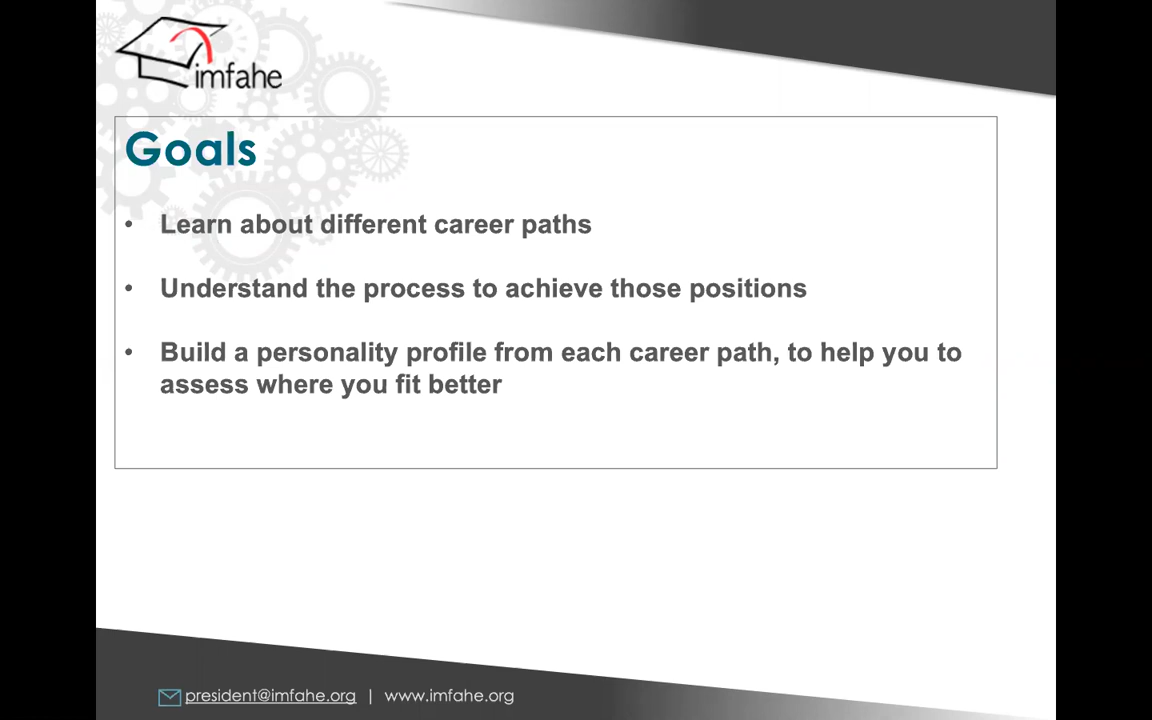 imfahe
Goals
• Learn about different career paths
• Understand the process to achieve those positions
• Build a personality profile from each career path, to help you to
assess where you fit better
president@imfahe.org | www.imfahe.org